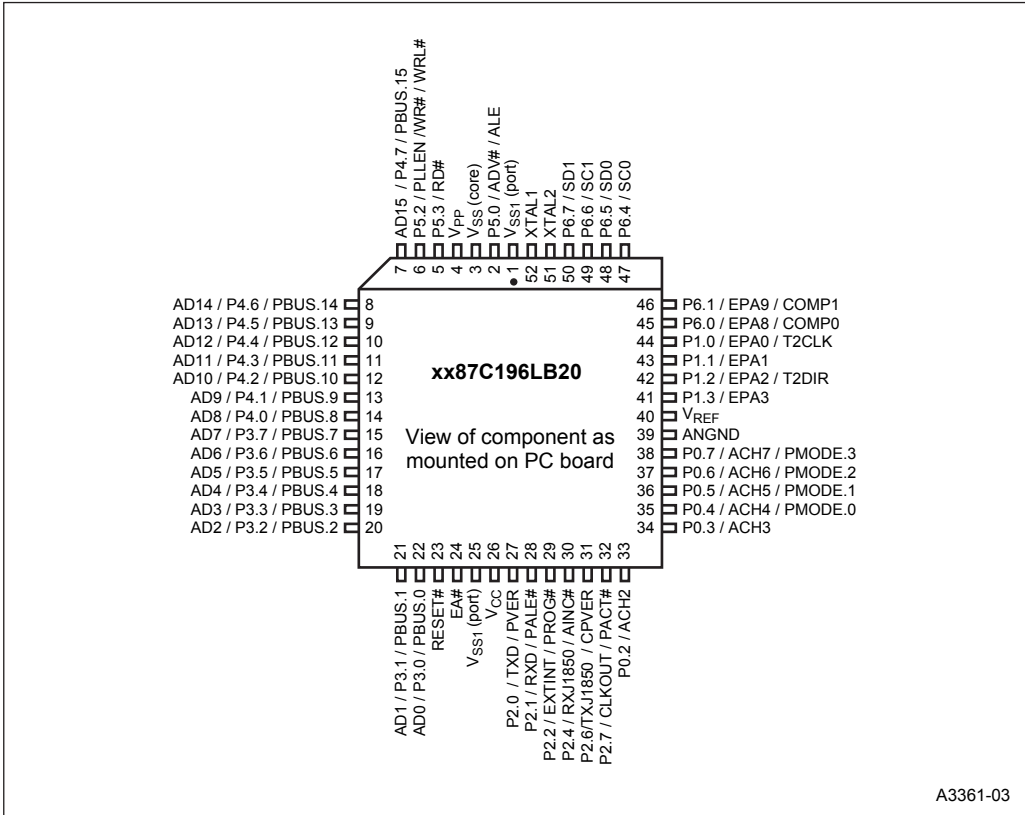 AD15 / P4.7 / PBUS.15
P5.2 / PLLEN /WR# / WRL#
P5.3 / RD#
VPP
VSS (core)
P5.0 / ADV# / ALE
VSS1 (port)
XTAL1
XTAL2
P6.7 / SD1
P6.6 / SC1
P6.5 / SD0
P6.4 / SC0
7
6
5
4
3
2
1
52
51
50
49
48
47
AD14 / P4.6 / PBUS.14 8
AD13 / P4.5 / PBUS.13 9
AD12 / P4.4 / PBUS.12 10
AD11 / P4.3 / PBUS.11 11
AD10 / P4.2 / PBUS.10 12
AD9 / P4.1 / PBUS.9 13
AD8 / P4.0 / PBUS.8 14
AD7 / P3.7 / PBUS.7 15
AD6 / P3.6 / PBUS.6 16
AD5 / P3.5 / PBUS.5 17
AD4 / P3.4 / PBUS.4 18
AD3 / P3.3 / PBUS.3 19
AD2 / P3.2 / PBUS.2 20
xx87C196LB20
View of component as
mounted on PC board
46 P6.1 / EPA9 / COMP1
45 P6.0 / EPA8 / COMP0
44 P1.0 / EPA0 / T2CLK
43 P1.1 / EPA1
42 P1.2 / EPA2 / T2DIR
41 P1.3 / EPA3
40 VREF
39 ANGND
38 P0.7 / ACH7 / PMODE.3
37 P0.6 / ACH6 / PMODE.2
36 P0.5 / ACH5 / PMODE.1
35 P0.4 / ACH4 / PMODE.0
34 P0.3 / ACH3
21
22
23
24
25
26
27
28
29
30
31
32
33
AD1 / P3.1 / PBUS.1
AD0 / P3.0 / PBUS.0
RESET#
EA#
VSS1 (port)
VCC
P2.0 / TXD / PVER
P2.1 / RXD / PALE#
P2.2 / EXTINT / PROG#
P2.4 / RXJ1850 / AINC#
P2.6/TXJ1850 / CPVER
P2.7 / CLKOUT / PACT#
P0.2 / ACH2
A3361-03